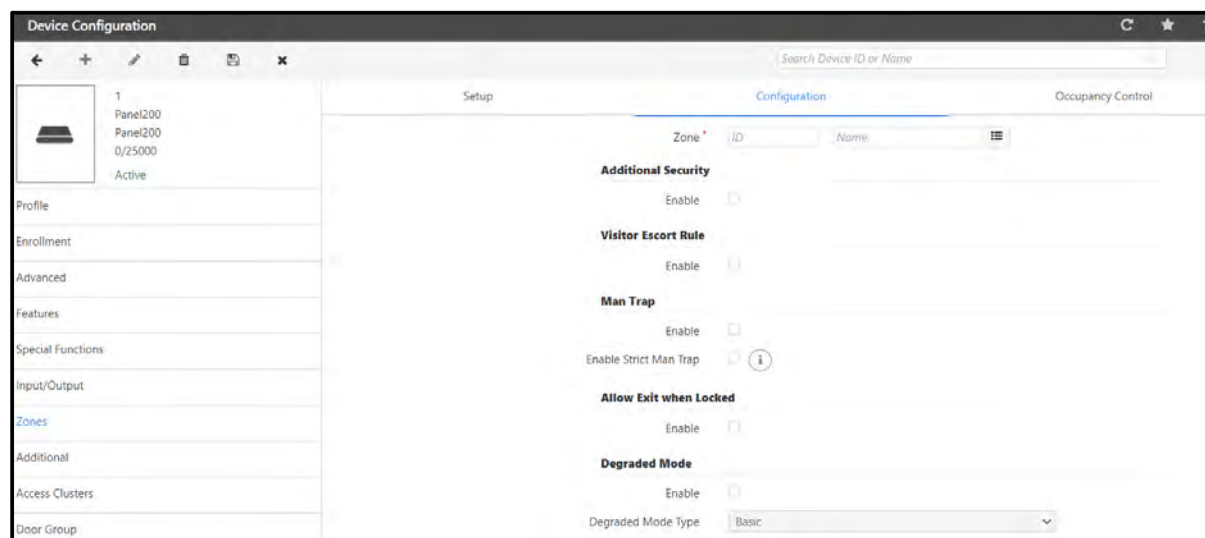 Device Configuration
Search Device ID or Name
1
Panel200
Panel200
0/25000
Active
Profile
Enrollment
Advanced
Features
Special Functions
Input/Output
Zones
Additional
Access Clusters
Door Group
Setup Configuration Occupancy Control
Zone * ID Name
Additional Security
Enable
Visitor Escort Rule
Enable
Man Trap
Enable
Enable Strict Man Trap i
Allow Exit when Locked
Enable
Degraded Mode
Enable
Degraded Mode Type Basic